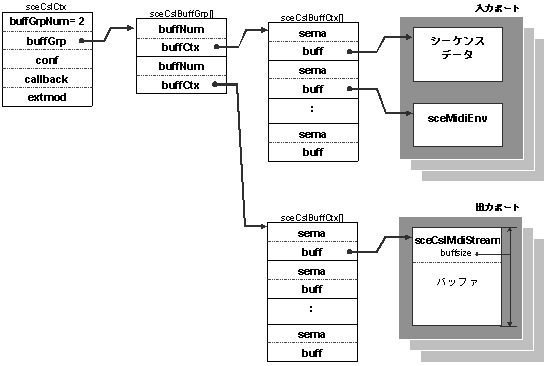 sceCslCtx
buffGrpNum= 2
buffGrp
conf
callback
extmod
sceCslBuffGrp[]
buffNum
buffCtx
buffNum
buffCtx
sceCslBuffCtx[]
sema
buff
sema
buff
:
sema
buff
入力ポート
シーケンス
データ
sceMidiEnv
sceCslBuffCtx[]
sema
buff
sema
buff
:
sema
buff
出力ポート
sceCslMdiStream
buffsize
バッファ